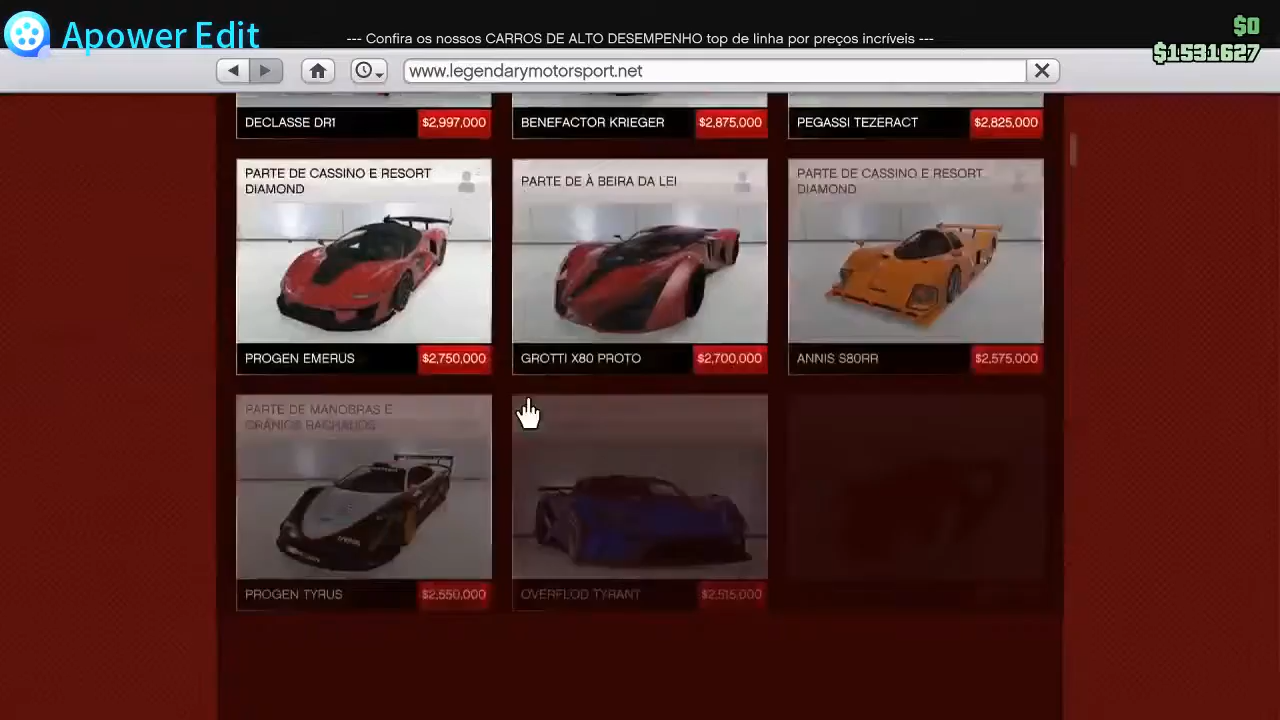 Apower Edit
--- Confira os nossos CARROS DE ALTO DESEMPENHO top de linha por preços incríveis ---
$0
$1531627
www.legendarymotorsport.net
DECLASSE DR1 $2,997,000
BENEFACTOR KRIEGER $2,875,000
PEGASSI TEZERACT $2,825,000
PARTE DE CASSINO E RESORT
DIAMOND
PARTE DE À BEIRA DA LEI
PARTE DE CASSINO E RESORT
DIAMOND
PROGEN EMERUS $2,750,000
GROTTI X80 PROTO $2,700,000
ANNIS S80RR $2,575,000
PARTE DE MANOBRAS E
CRÂNIOS RACHADOS
PROGEN TYRUS $2,550,000
OVERFLOD TYRANT $2,515,000